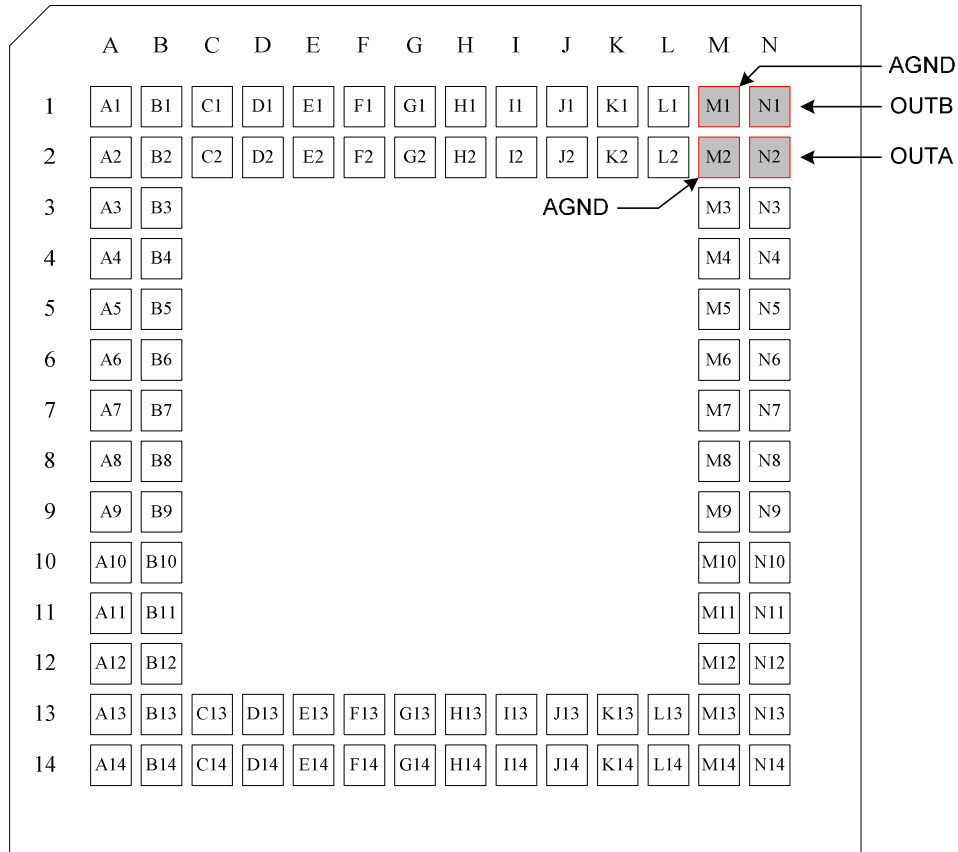 A B C D E F G H I J K L M N
AGND
1 A1 B1 C1 D1 E1 F1 G1 H1 I1 J1 K1 L1 M1 N1 OUTB
2 A2 B2 C2 D2 E2 F2 G2 H2 I2 J2 K2 L2 M2 N2 OUTA
3 A3 B3 AGND M3 N3
4 A4 B4 M4 N4
5 A5 B5 M5 N5
6 A6 B6 M6 N6
7 A7 B7 M7 N7
8 A8 B8 M8 N8
9 A9 B9 M9 N9
10 A10 B10 M10 N10
11 A11 B11 M11 N11
12 A12 B12 M12 N12
13 A13 B13 C13 D13 E13 F13 G13 H13 I13 J13 K13 L13 M13 N13
14 A14 B14 C14 D14 E14 F14 G14 H14 I14 J14 K14 L14 M14 N14